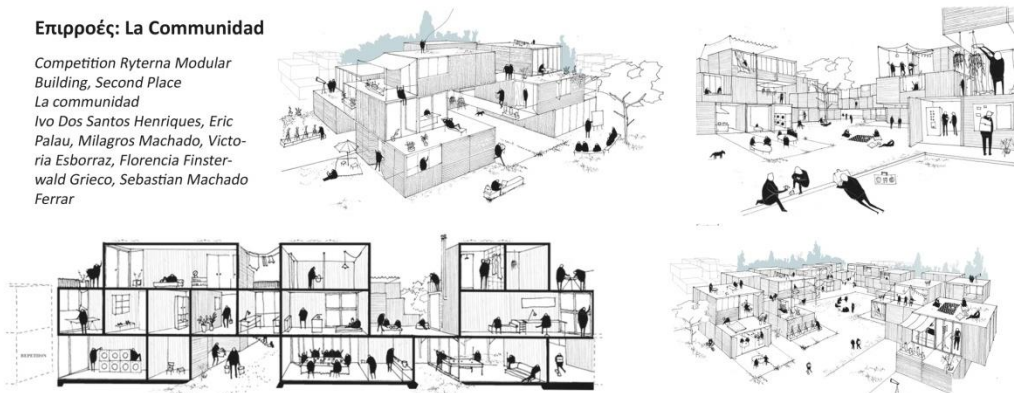 Επιρροές: La Communidad
Competition Ryterna Modular
Building, Second Place
La communidad
Ivo Dos Santos Henriques, Eric
Palau, Milagros Machado, Victo-
ria Esborraz, Florencia Finster-
wald Grieco, Sebastian Machado
Ferrar
REPETITION